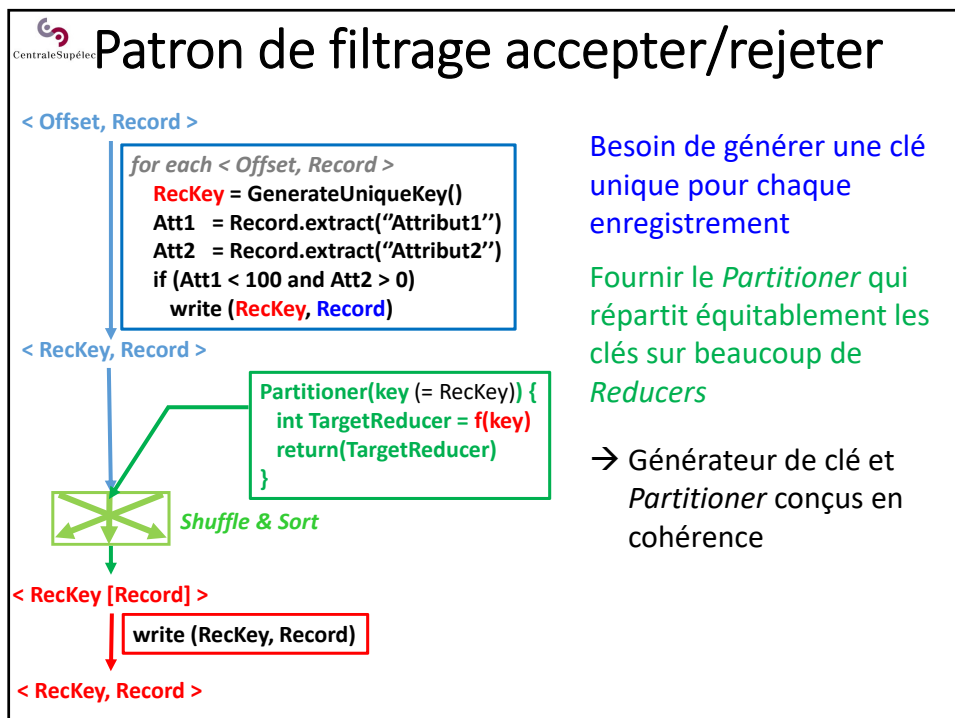 CentraleSupélec
Patron de filtrage accepter/rejeter
< Offset, Record >
for each < Offset, Record >
RecKey = GenerateUniqueKey()
Att1 = Record.extract(‘’Attribut1’’)
Att2 = Record.extract(‘’Attribut2’’)
if (Att1 < 100 and Att2 > 0)
write (RecKey, Record)
< RecKey, Record >
Partitioner(key (= RecKey)) {
int TargetReducer = f(key)
return(TargetReducer)
}
Shuffle & Sort
< RecKey [Record] >
write (RecKey, Record)
< RecKey, Record >
Besoin de générer une clé
unique pour chaque
enregistrement
Fournir le Partitioner qui
répartit équitablement les
clés sur beaucoup de
Reducers
→ Générateur de clé et
Partitioner conçus en
cohérence